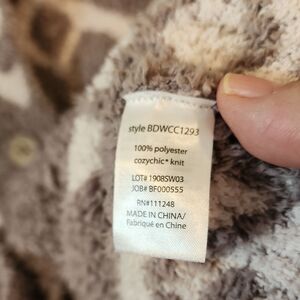 style BDWCC1293
100% polyester
cozychic® knit
LOT# 1908SW03
JOB# BF000555
RN#111248
MADE IN CHINA/
Fabriqué en Chine